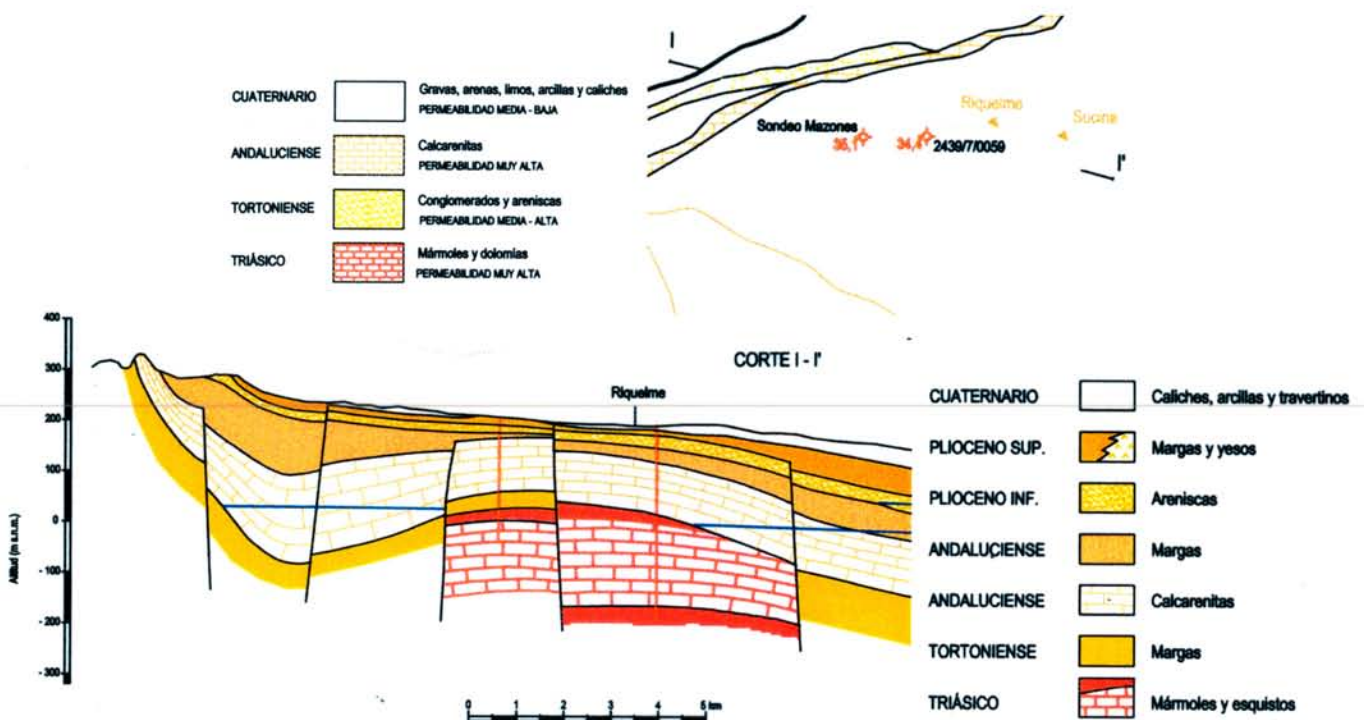 CUATERNARIO
Gravas, arenas, limos, arcillas y caliches
PERMEABILIDAD MEDIA - BAJA
ANDALUCIENSE
Calcarenitas
PERMEABILIDAD MUY ALTA
TORTONIENSE
Conglomerados y areniscas
PERMEABILIDAD MEDIA - ALTA
TRIÁSICO
Mármoles y dolomías
PERMEABILIDAD MUY ALTA
I
Riquelme
Sucina
Sondeo Mazones
2439/7/0059
I'
CORTE I - I'
Riquelme
Altitud (m s.n.m.)
400
300
200
100
0
- 100
- 200
- 300
0 1 2 3 4 5 km
CUATERNARIO
Caliches, arcillas y travertinos
PLIOCENO SUP.
Margas y yesos
PLIOCENO INF.
Areniscas
ANDALUCIENSE
Margas
ANDALUCIENSE
Calcarenitas
TORTONIENSE
Margas
TRIÁSICO
Mármoles y esquistos